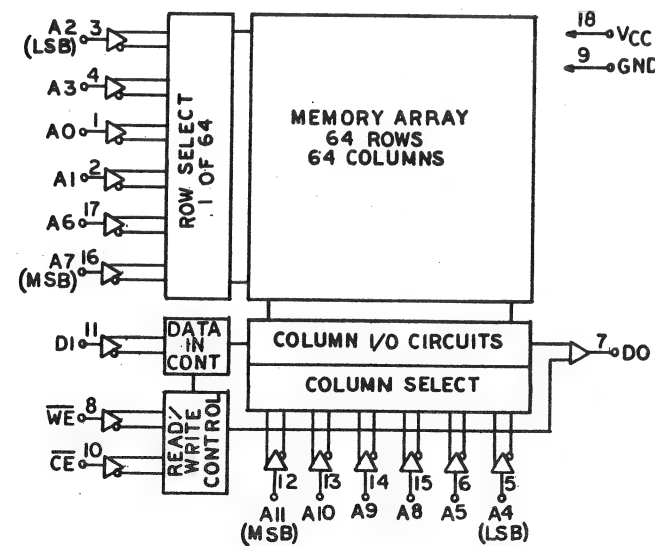 A2 3
(LSB)
A3 4
A0 1
A1 2
A6 17
A7 16
(MSB)
ROW SELECT
1 OF 64
MEMORY ARRAY
64 ROWS
64 COLUMNS
18 VCC
9 GND
DI 11
DATA
IN
CONT
COLUMN I/O CIRCUITS
COLUMN SELECT
7 DO
WE 8
CE 10
READ/
WRITE
CONTROL
12 13 14 15 6 5
A11 A10 A9 A8 A5 A4
(MSB) (LSB)